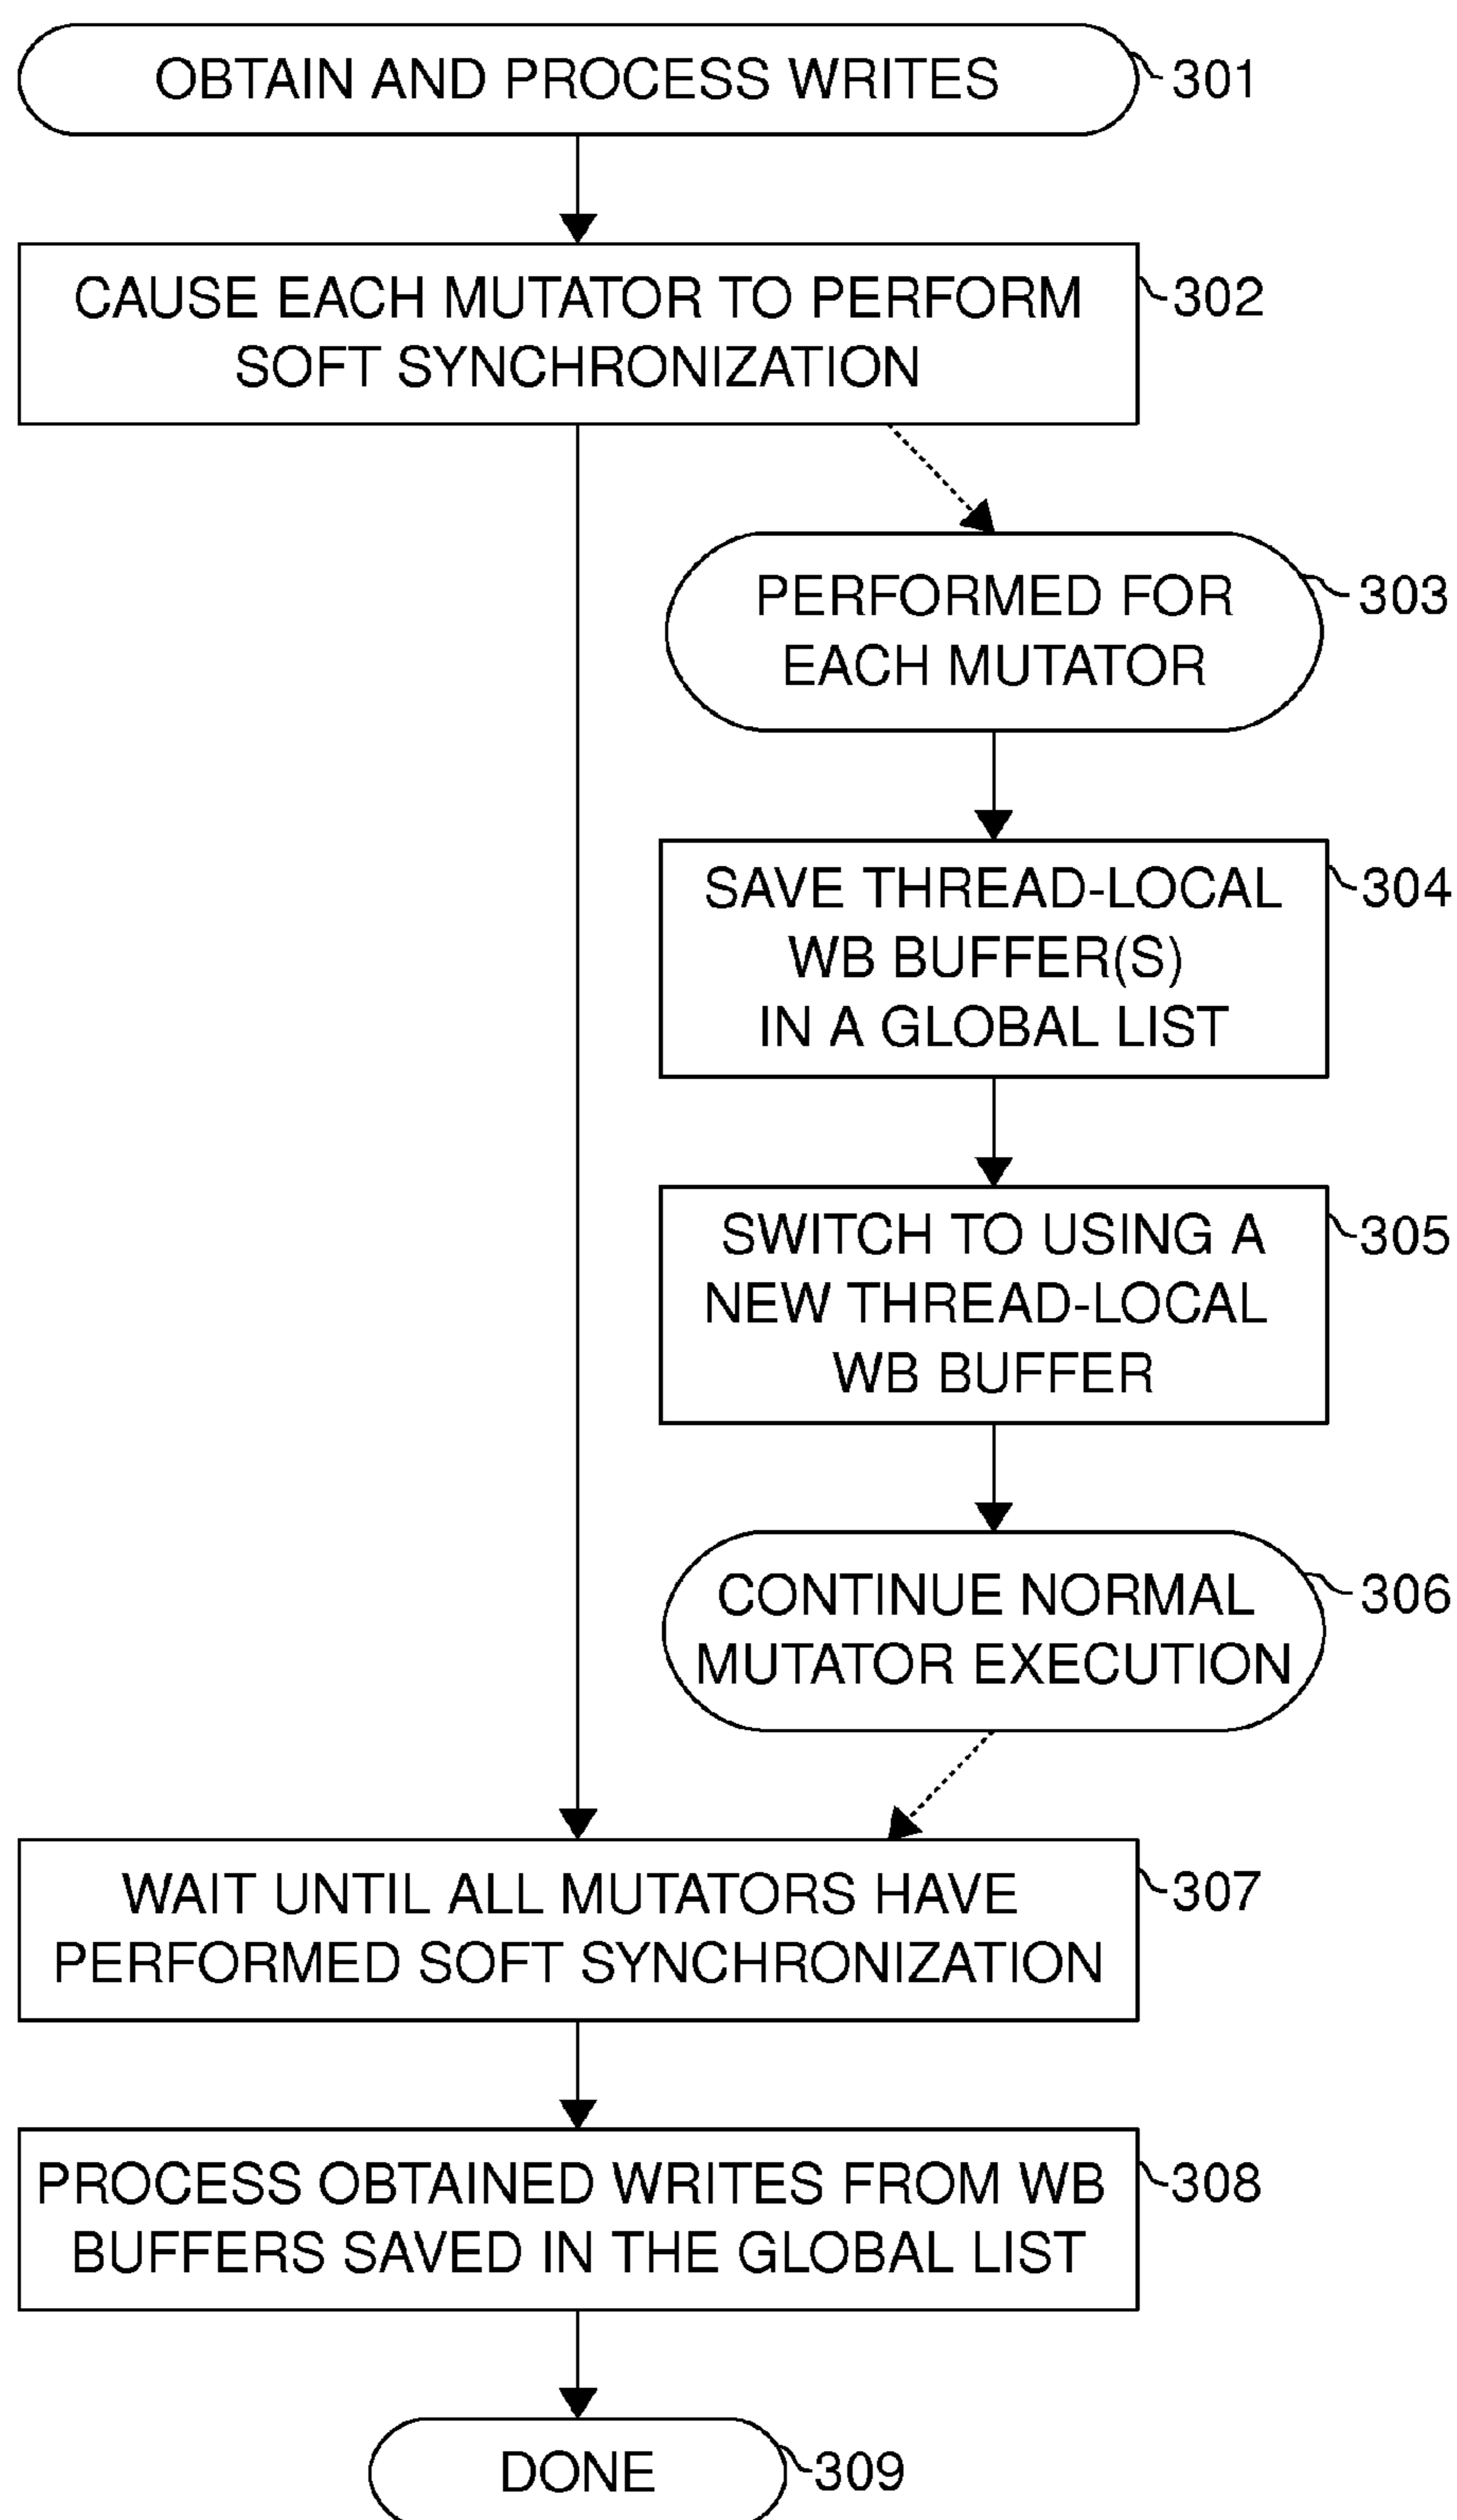 OBTAIN AND PROCESS WRITES
301
CAUSE EACH MUTATOR TO PERFORM
SOFT SYNCHRONIZATION
302
PERFORMED FOR
EACH MUTATOR
303
SAVE THREAD-LOCAL
WB BUFFER(S)
IN A GLOBAL LIST
304
SWITCH TO USING A
NEW THREAD-LOCAL
WB BUFFER
305
CONTINUE NORMAL
MUTATOR EXECUTION
306
WAIT UNTIL ALL MUTATORS HAVE
PERFORMED SOFT SYNCHRONIZATION
307
PROCESS OBTAINED WRITES FROM WB
BUFFERS SAVED IN THE GLOBAL LIST
308
DONE
309